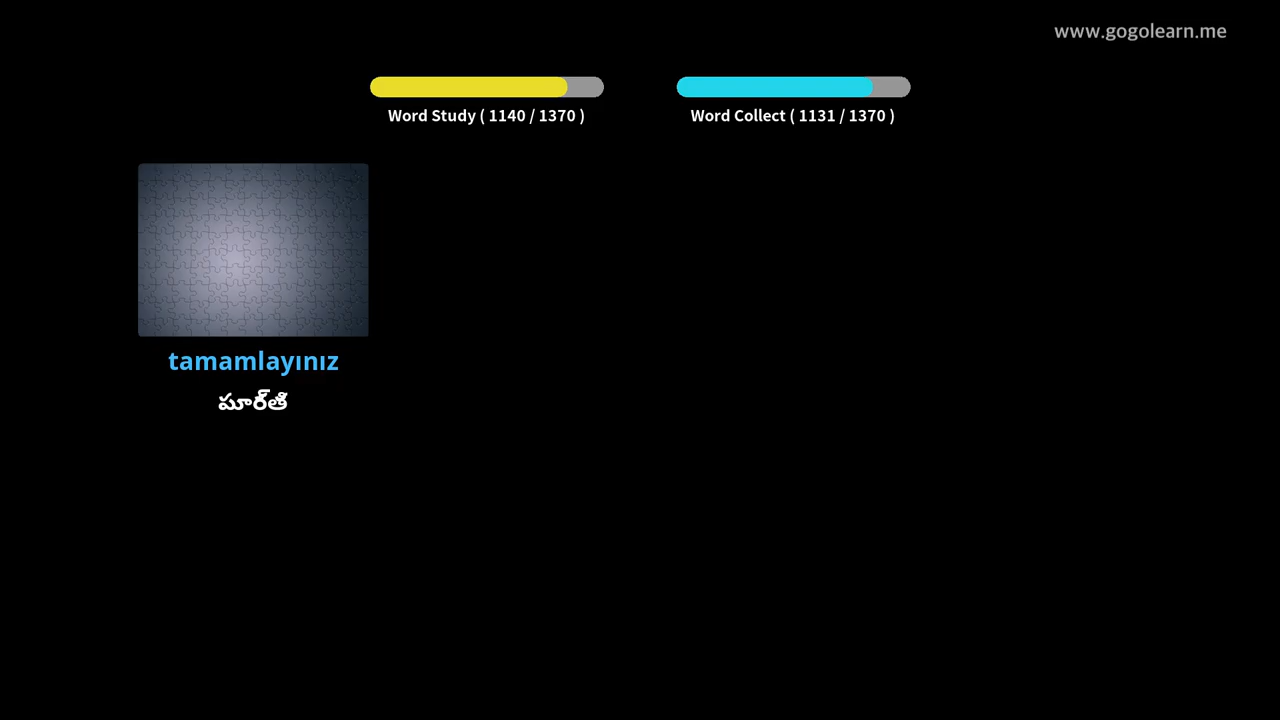 www.gogolearn.me
Word Study ( 1140 / 1370 )
Word Collect ( 1131 / 1370 )
tamamlayınız
పూర్తి